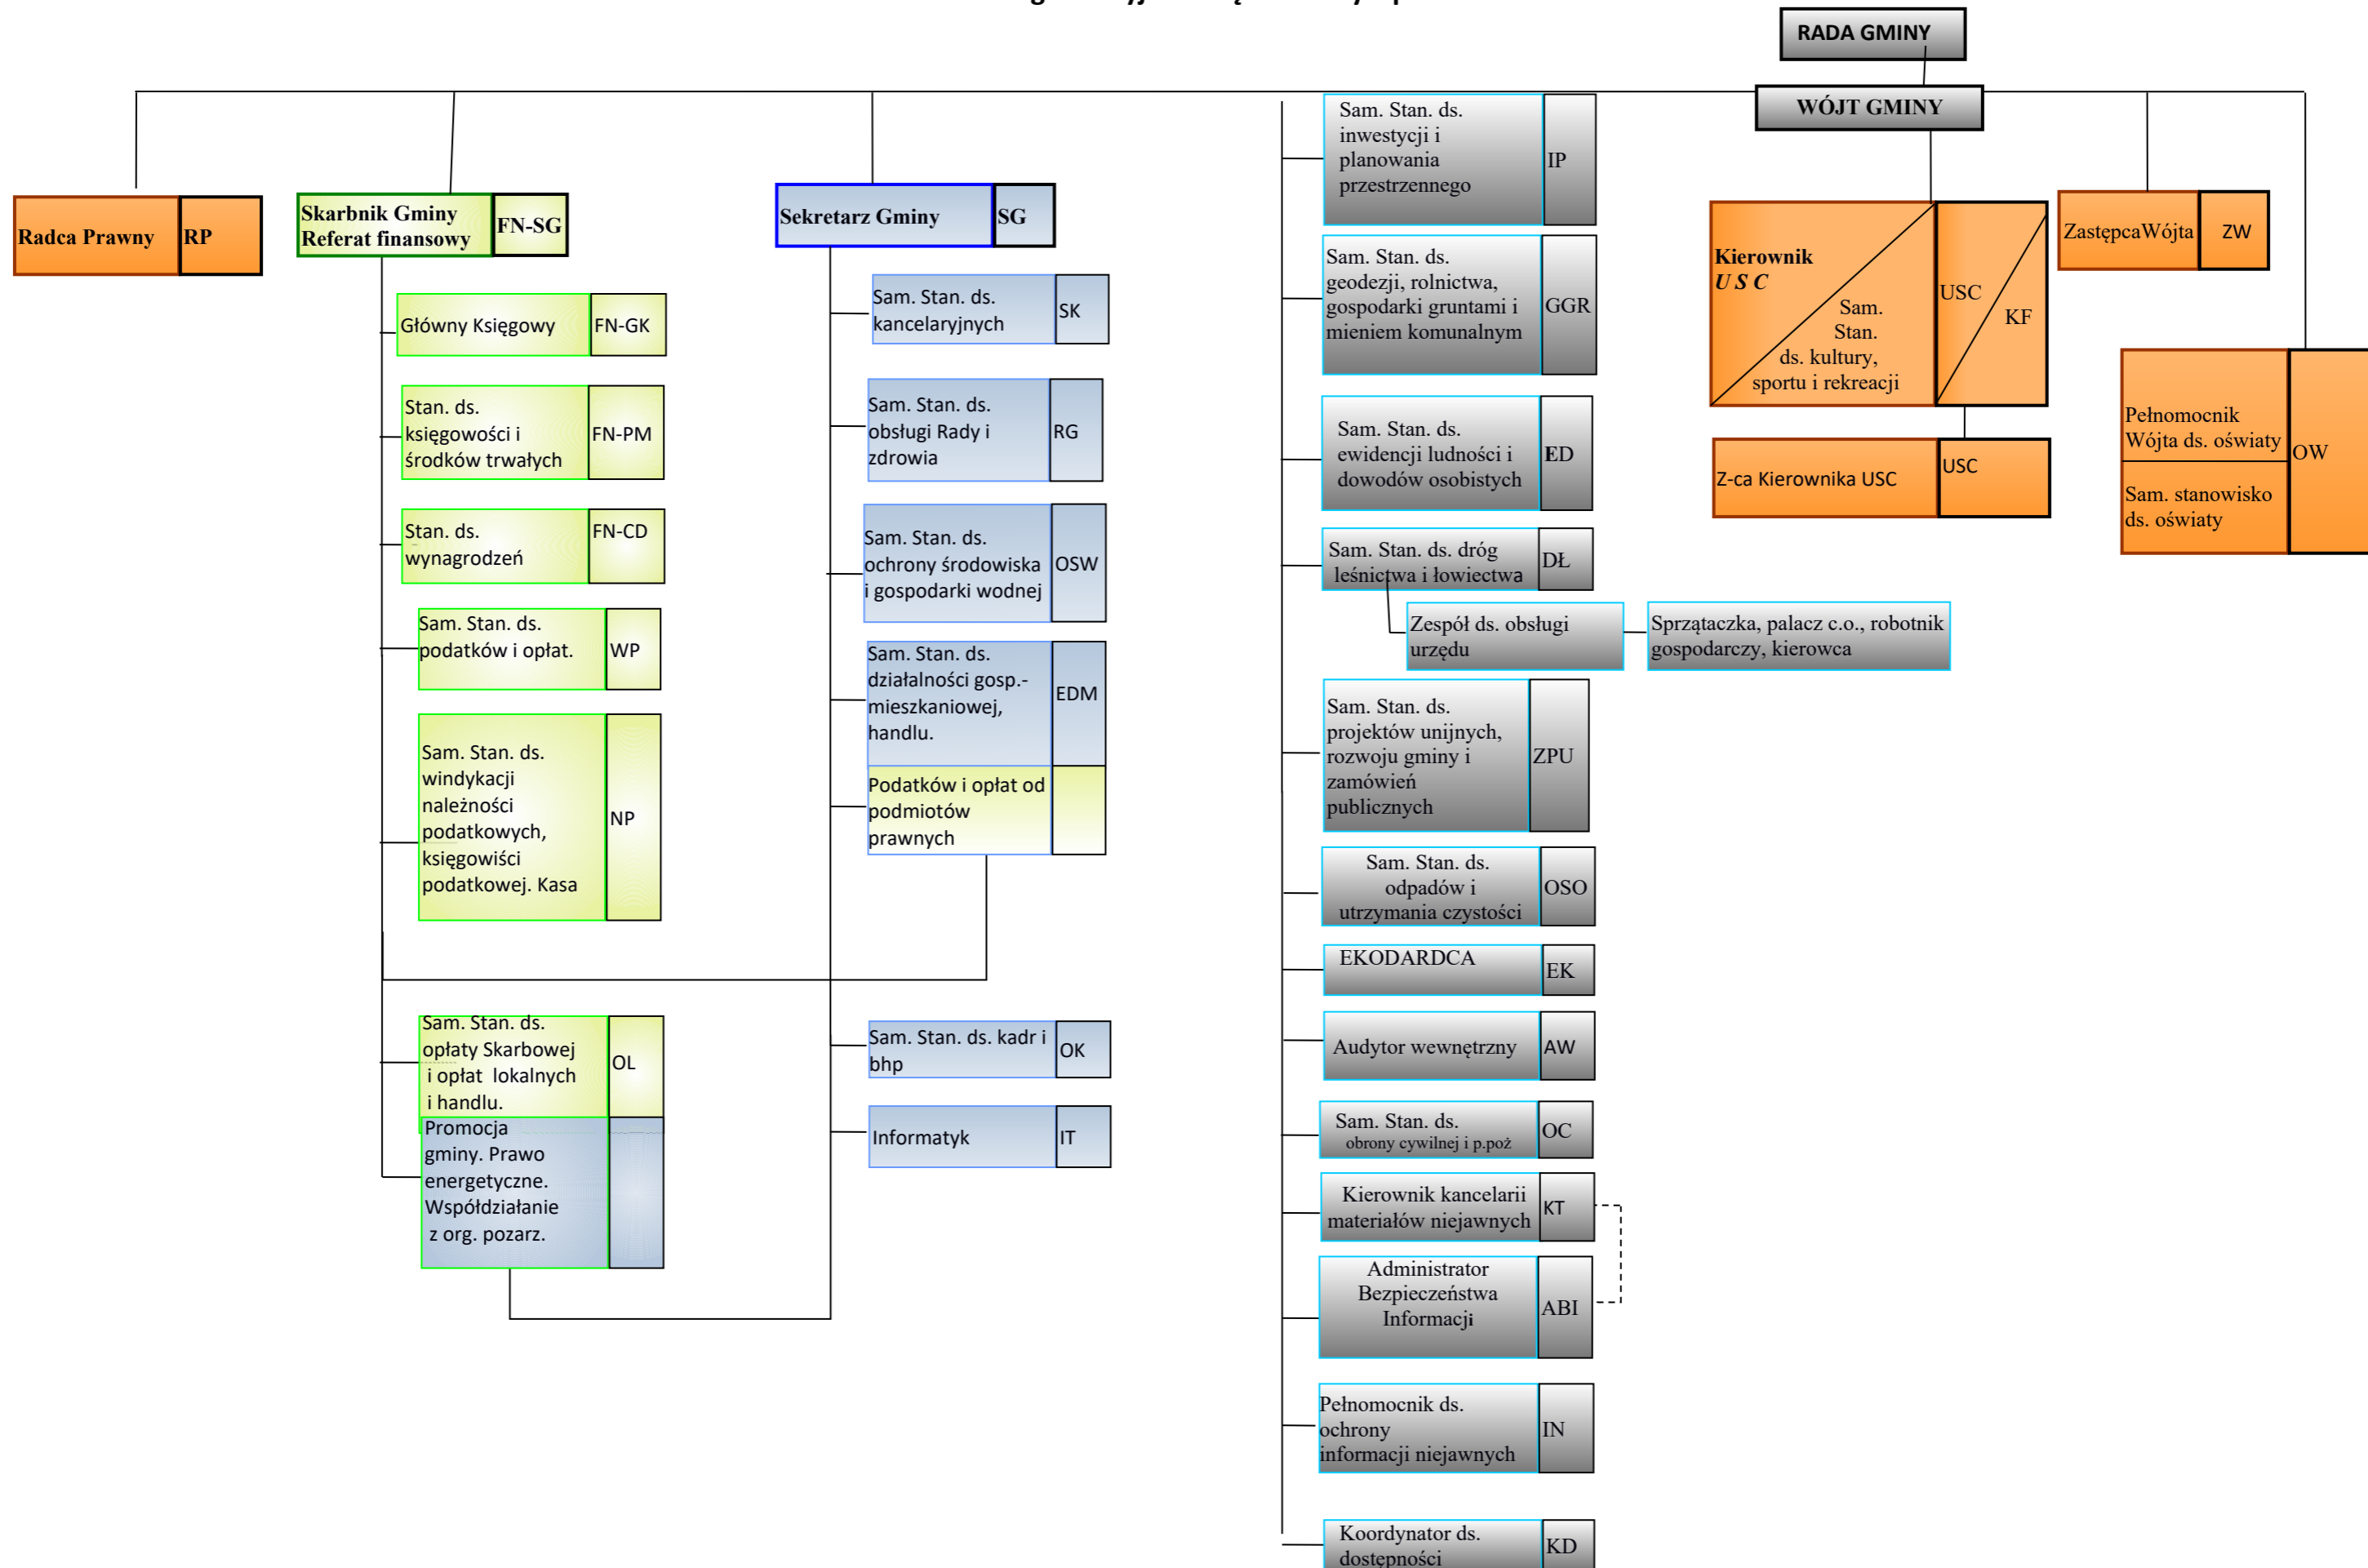 RADA GMINY
WÓJT GMINY
Radca Prawny
RP
Skarbnik Gminy
Referat finansowy
FN-SG
Główny Księgowy
FN-GK
Stan. ds.
księgowości i
środków trwałych
FN-PM
Stan. ds.
wynagrodzeń
FN-CD
Sam. Stan. ds.
podatków i opłat.
WP
Sam. Stan. ds.
windykacji
należności
podatkowych,
księgowiści
podatkowej. Kasa
NP
Sam. Stan. ds.
opłaty Skarbowej
i opłat lokalnych
i handlu.
OL
Promocja
gminy. Prawo
energetyczne.
Współdziałanie
z org. pozarz.
Sekretarz Gminy
SG
Sam. Stan. ds.
kancelaryjnych
SK
Sam. Stan. ds.
obsługi Rady i
zdrowia
RG
Sam. Stan. ds.
ochrony środowiska
i gospodarki wodnej
OSW
Sam. Stan. ds.
działalności gosp.-
mieszkaniowej,
handlu.
EDM
Podatków i opłat od
podmiotów
prawnych
Sam. Stan. ds. kadr i
bhp
OK
Informatyk
IT
Sam. Stan. ds.
inwestycji i
planowania
przestrzennego
IP
Sam. Stan. ds.
geodezji, rolnictwa,
gospodarki gruntami i
mieniem komunalnym
GGR
Sam. Stan. ds.
ewidencji ludności i
dowodów osobistych
ED
Sam. Stan. ds. dróg
leśnictwa i łowiectwa
DŁ
Zespół ds. obsługi
urzędu
Sprzątaczka, palacz c.o., robotnik
gospodarczy, kierowca
Sam. Stan. ds.
projektów unijnych,
rozwoju gminy i
zamówień
publicznych
ZPU
Sam. Stan. ds.
odpadów i
utrzymania czystości
OSO
EKODARDCA
EK
Audytor wewnętrzny
AW
Sam. Stan. ds.
obrony cywilnej i p.poż
OC
Kierownik kancelarii
materiałów niejawnych
KT
Administrator
Bezpieczeństwa
Informacji
ABI
Pełnomocnik ds.
ochrony
informacji niejawnych
IN
Koordynator ds.
dostępności
KD
Kierownik
U S C
Sam.
Stan.
ds. kultury,
sportu i rekreacji
USC
KF
Z-ca Kierownika USC
USC
ZastępcaWójta
ZW
Pełnomocnik
Wójta ds. oświaty
Sam. stanowisko
ds. oświaty
OW